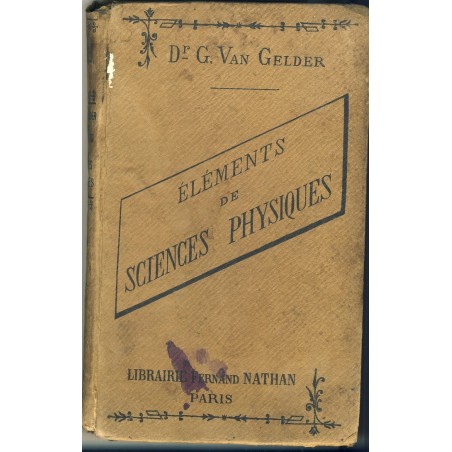 Dr G. VAN GELDER
ÉLÉMENTS
DE
SCIENCES PHYSIQUES
LIBRAIRIE FERNAND NATHAN
PARIS